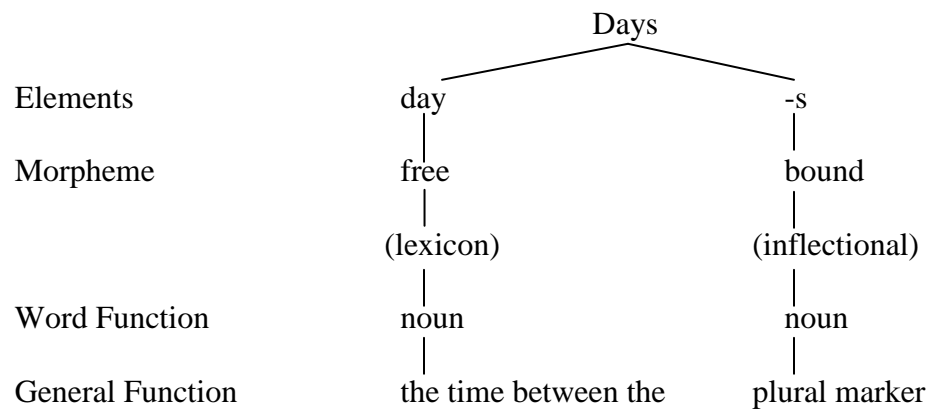 Days
Elements day -s
Morpheme free bound
(lexicon) (inflectional)
Word Function noun noun
General Function the time between the plural marker